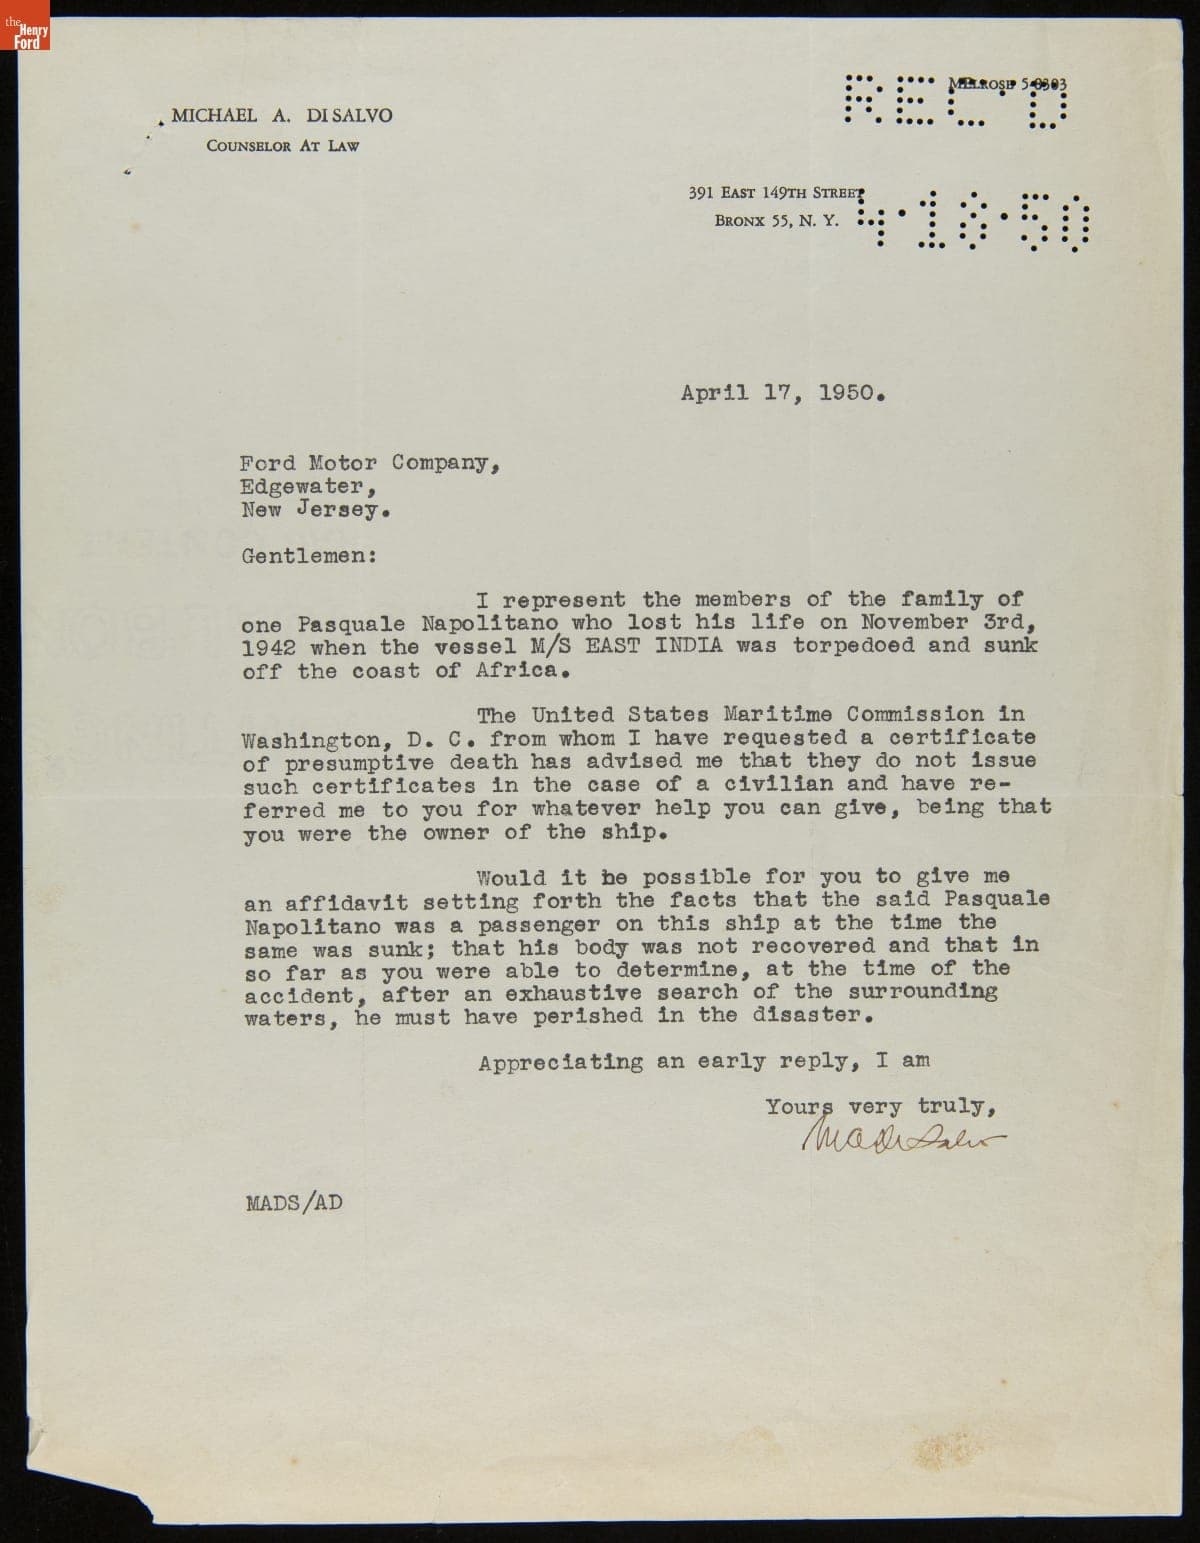 the
Henry
Ford
MELROSE 5-8303
REC'D
MICHAEL A. DI SALVO
COUNSELOR AT LAW
391 EAST 149TH STREET
BRONX 55, N. Y.
4·18·50
April 17, 1950.
Ford Motor Company,
Edgewater,
New Jersey.
Gentlemen:
I represent the members of the family of
one Pasquale Napolitano who lost his life on November 3rd,
1942 when the vessel M/S EAST INDIA was torpedoed and sunk
off the coast of Africa.
The United States Maritime Commission in
Washington, D. C. from whom I have requested a certificate
of presumptive death has advised me that they do not issue
such certificates in the case of a civilian and have re-
ferred me to you for whatever help you can give, being that
you were the owner of the ship.
Would it be possible for you to give me
an affidavit setting forth the facts that the said Pasquale
Napolitano was a passenger on this ship at the time the
same was sunk; that his body was not recovered and that in
so far as you were able to determine, at the time of the
accident, after an exhaustive search of the surrounding
waters, he must have perished in the disaster.
Appreciating an early reply, I am
Yours very truly,
MA Di Salvo
MADS/AD